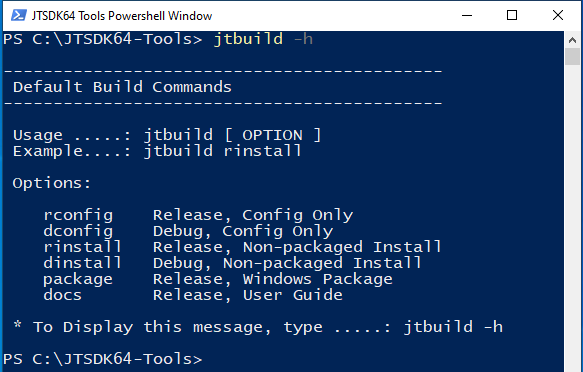 JTSDK64 Tools Powershell Window
PS C:\JTSDK64-Tools> jtbuild -h
--------------------------------------------
Default Build Commands
--------------------------------------------
Usage .....: jtbuild [ OPTION ]
Example....: jtbuild rinstall
Options:
rconfig    Release, Config Only
dconfig    Debug, Config Only
rinstall   Release, Non-packaged Install
dinstall   Debug, Non-packaged Install
package    Release, Windows Package
docs       Release, User Guide
* To Display this message, type .....: jtbuild -h
PS C:\JTSDK64-Tools>